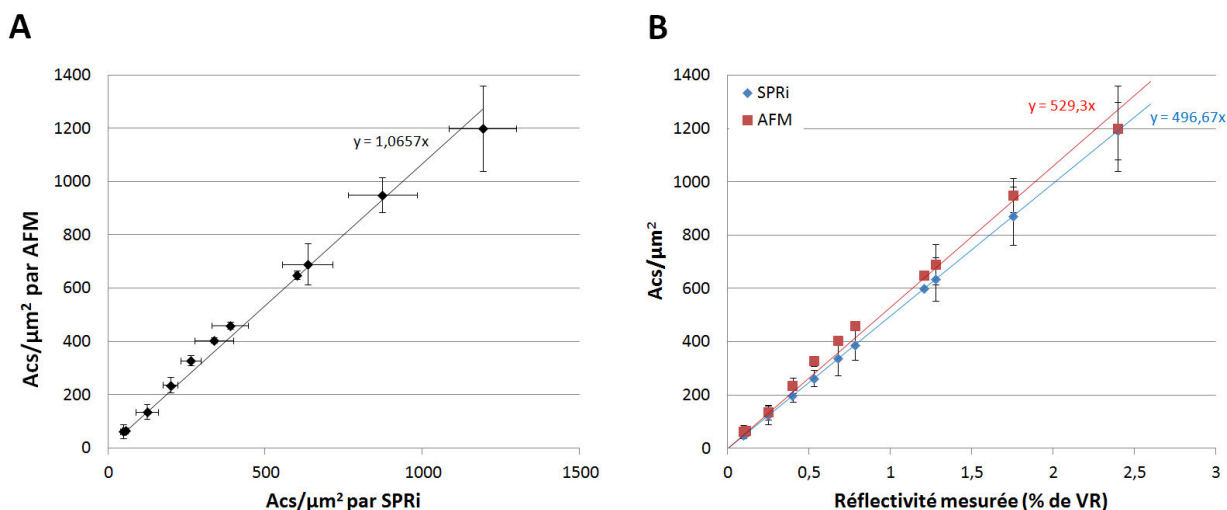 A
Acs/µm² par AFM
1400
1200
1000
800
600
400
200
0
y = 1,0657x
0
500
1000
1500
Acs/µm² par SPRi
B
Acs/µm²
1400
1200
1000
800
600
400
200
0
SPRi
AFM
y = 529,3x
y = 496,67x
0
0,5
1
1,5
2
2,5
3
Réflectivité mesurée (% de VR)